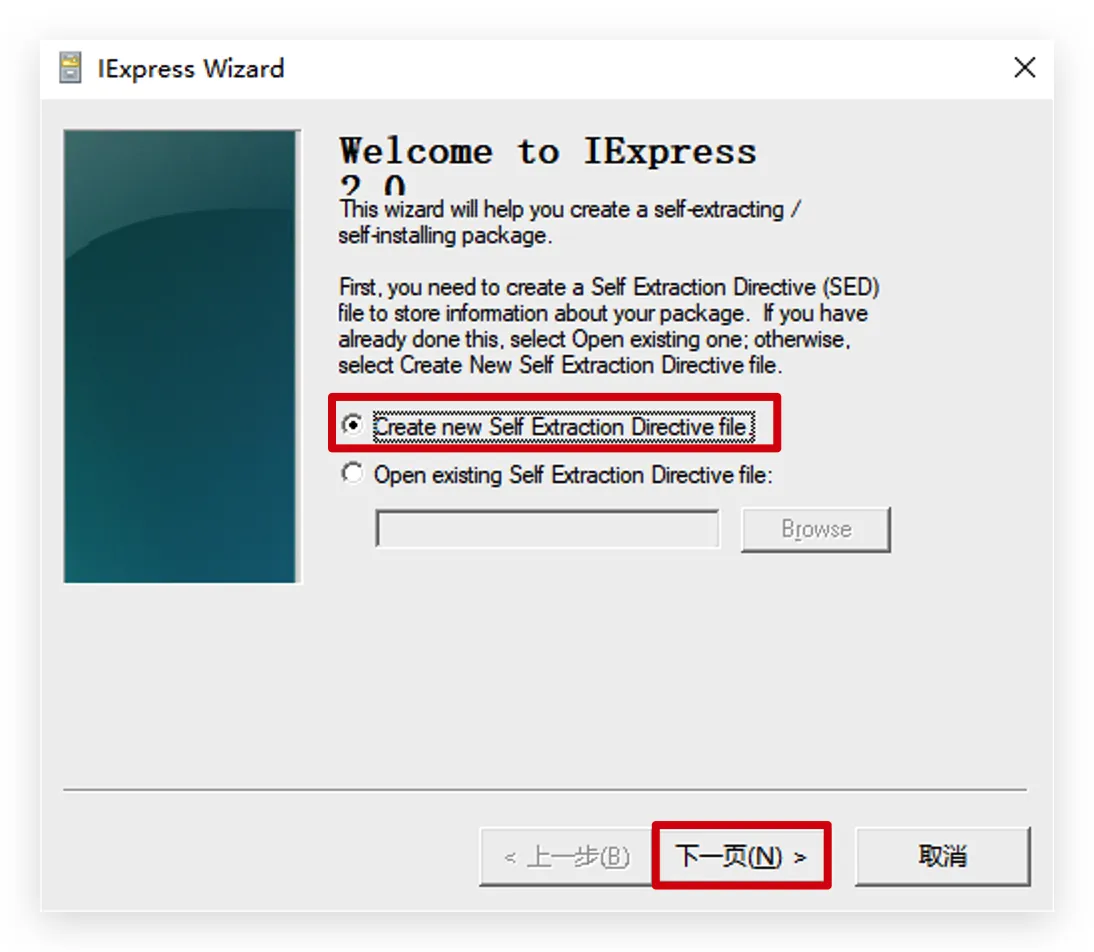 IExpress Wizard
Welcome to IExpress
2.0
This wizard will help you create a self-extracting /
self-installing package.
First, you need to create a Self Extraction Directive (SED)
file to store information about your package.  If you have
already done this, select Open existing one; otherwise,
select Create New Self Extraction Directive file.
Create new Self Extraction Directive file.
Open existing Self Extraction Directive file:
Browse
< 上一步(B)
下一页(N) >
取消